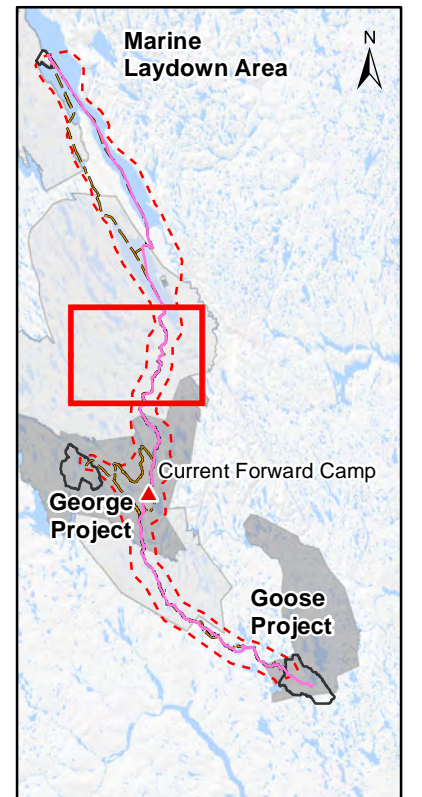 Marine
Laydown Area
N
Current Forward Camp
George
Project
Goose
Project